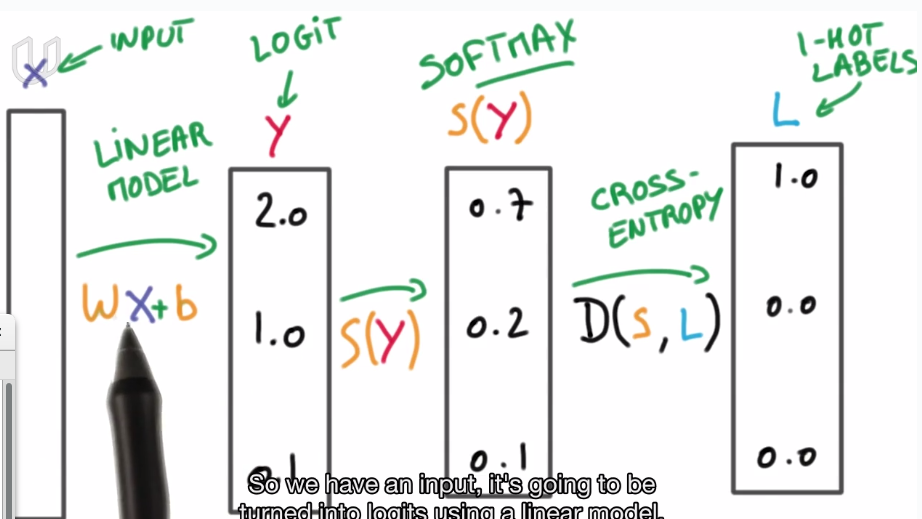 INPUT
X
LINEAR
MODEL
WX+b
LOGIT
Y
2.0
1.0
0.1
S(Y)
SOFTMAX
S(Y)
0.7
0.2
0.1
CROSS-
ENTROPY
D(S,L)
1-HOT
LABELS
L
1.0
0.0
0.0
So we have an input, it's going to be
turned into logits using a linear model.